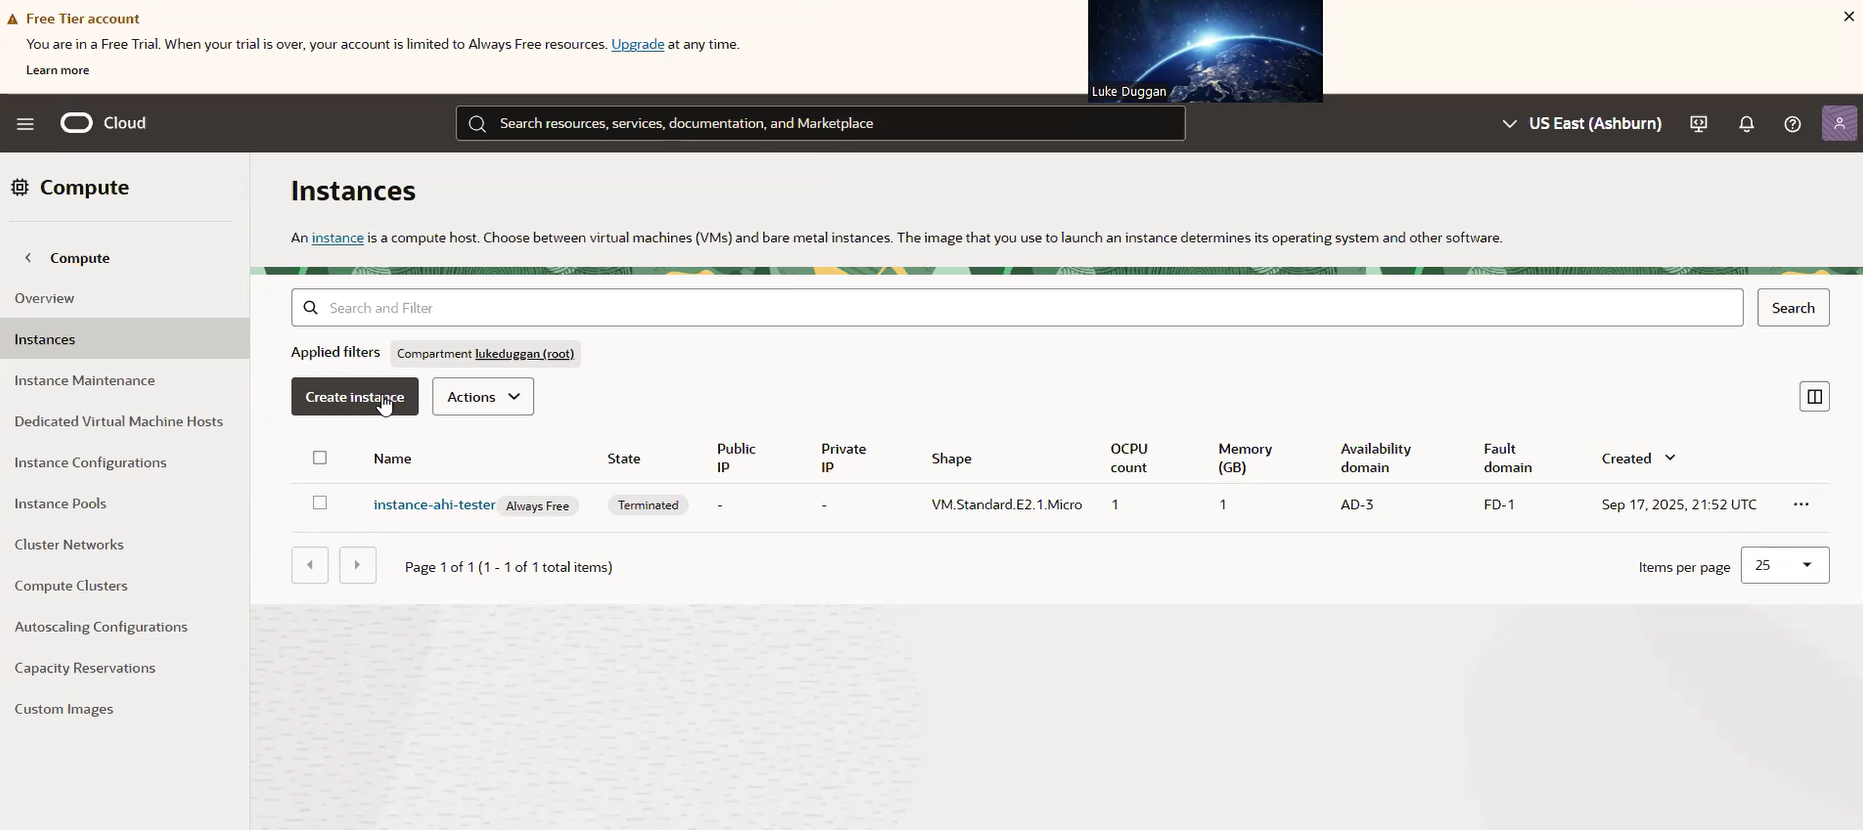 Free Tier account
You are in a Free Trial. When your trial is over, your account is limited to Always Free resources. Upgrade at any time.
Learn more
Luke Duggan
Cloud
Search resources, services, documentation, and Marketplace
US East (Ashburn)
Compute
Compute
Overview
Instances
Instance Maintenance
Dedicated Virtual Machine Hosts
Instance Configurations
Instance Pools
Cluster Networks
Compute Clusters
Autoscaling Configurations
Capacity Reservations
Custom Images
Instances
An instance is a compute host. Choose between virtual machines (VMs) and bare metal instances. The image that you use to launch an instance determines its operating system and other software.
Search and Filter
Search
Applied filters Compartment lukeduggan (root)
Create instance Actions
Name State Public IP Private IP Shape OCPU count Memory (GB) Availability domain Fault domain Created
instance-ahi-tester Always Free Terminated - - VM.Standard.E2.1.Micro 1 1 AD-3 FD-1 Sep 17, 2025, 21:52 UTC
Page 1 of 1 (1 - 1 of 1 total items)
Items per page 25